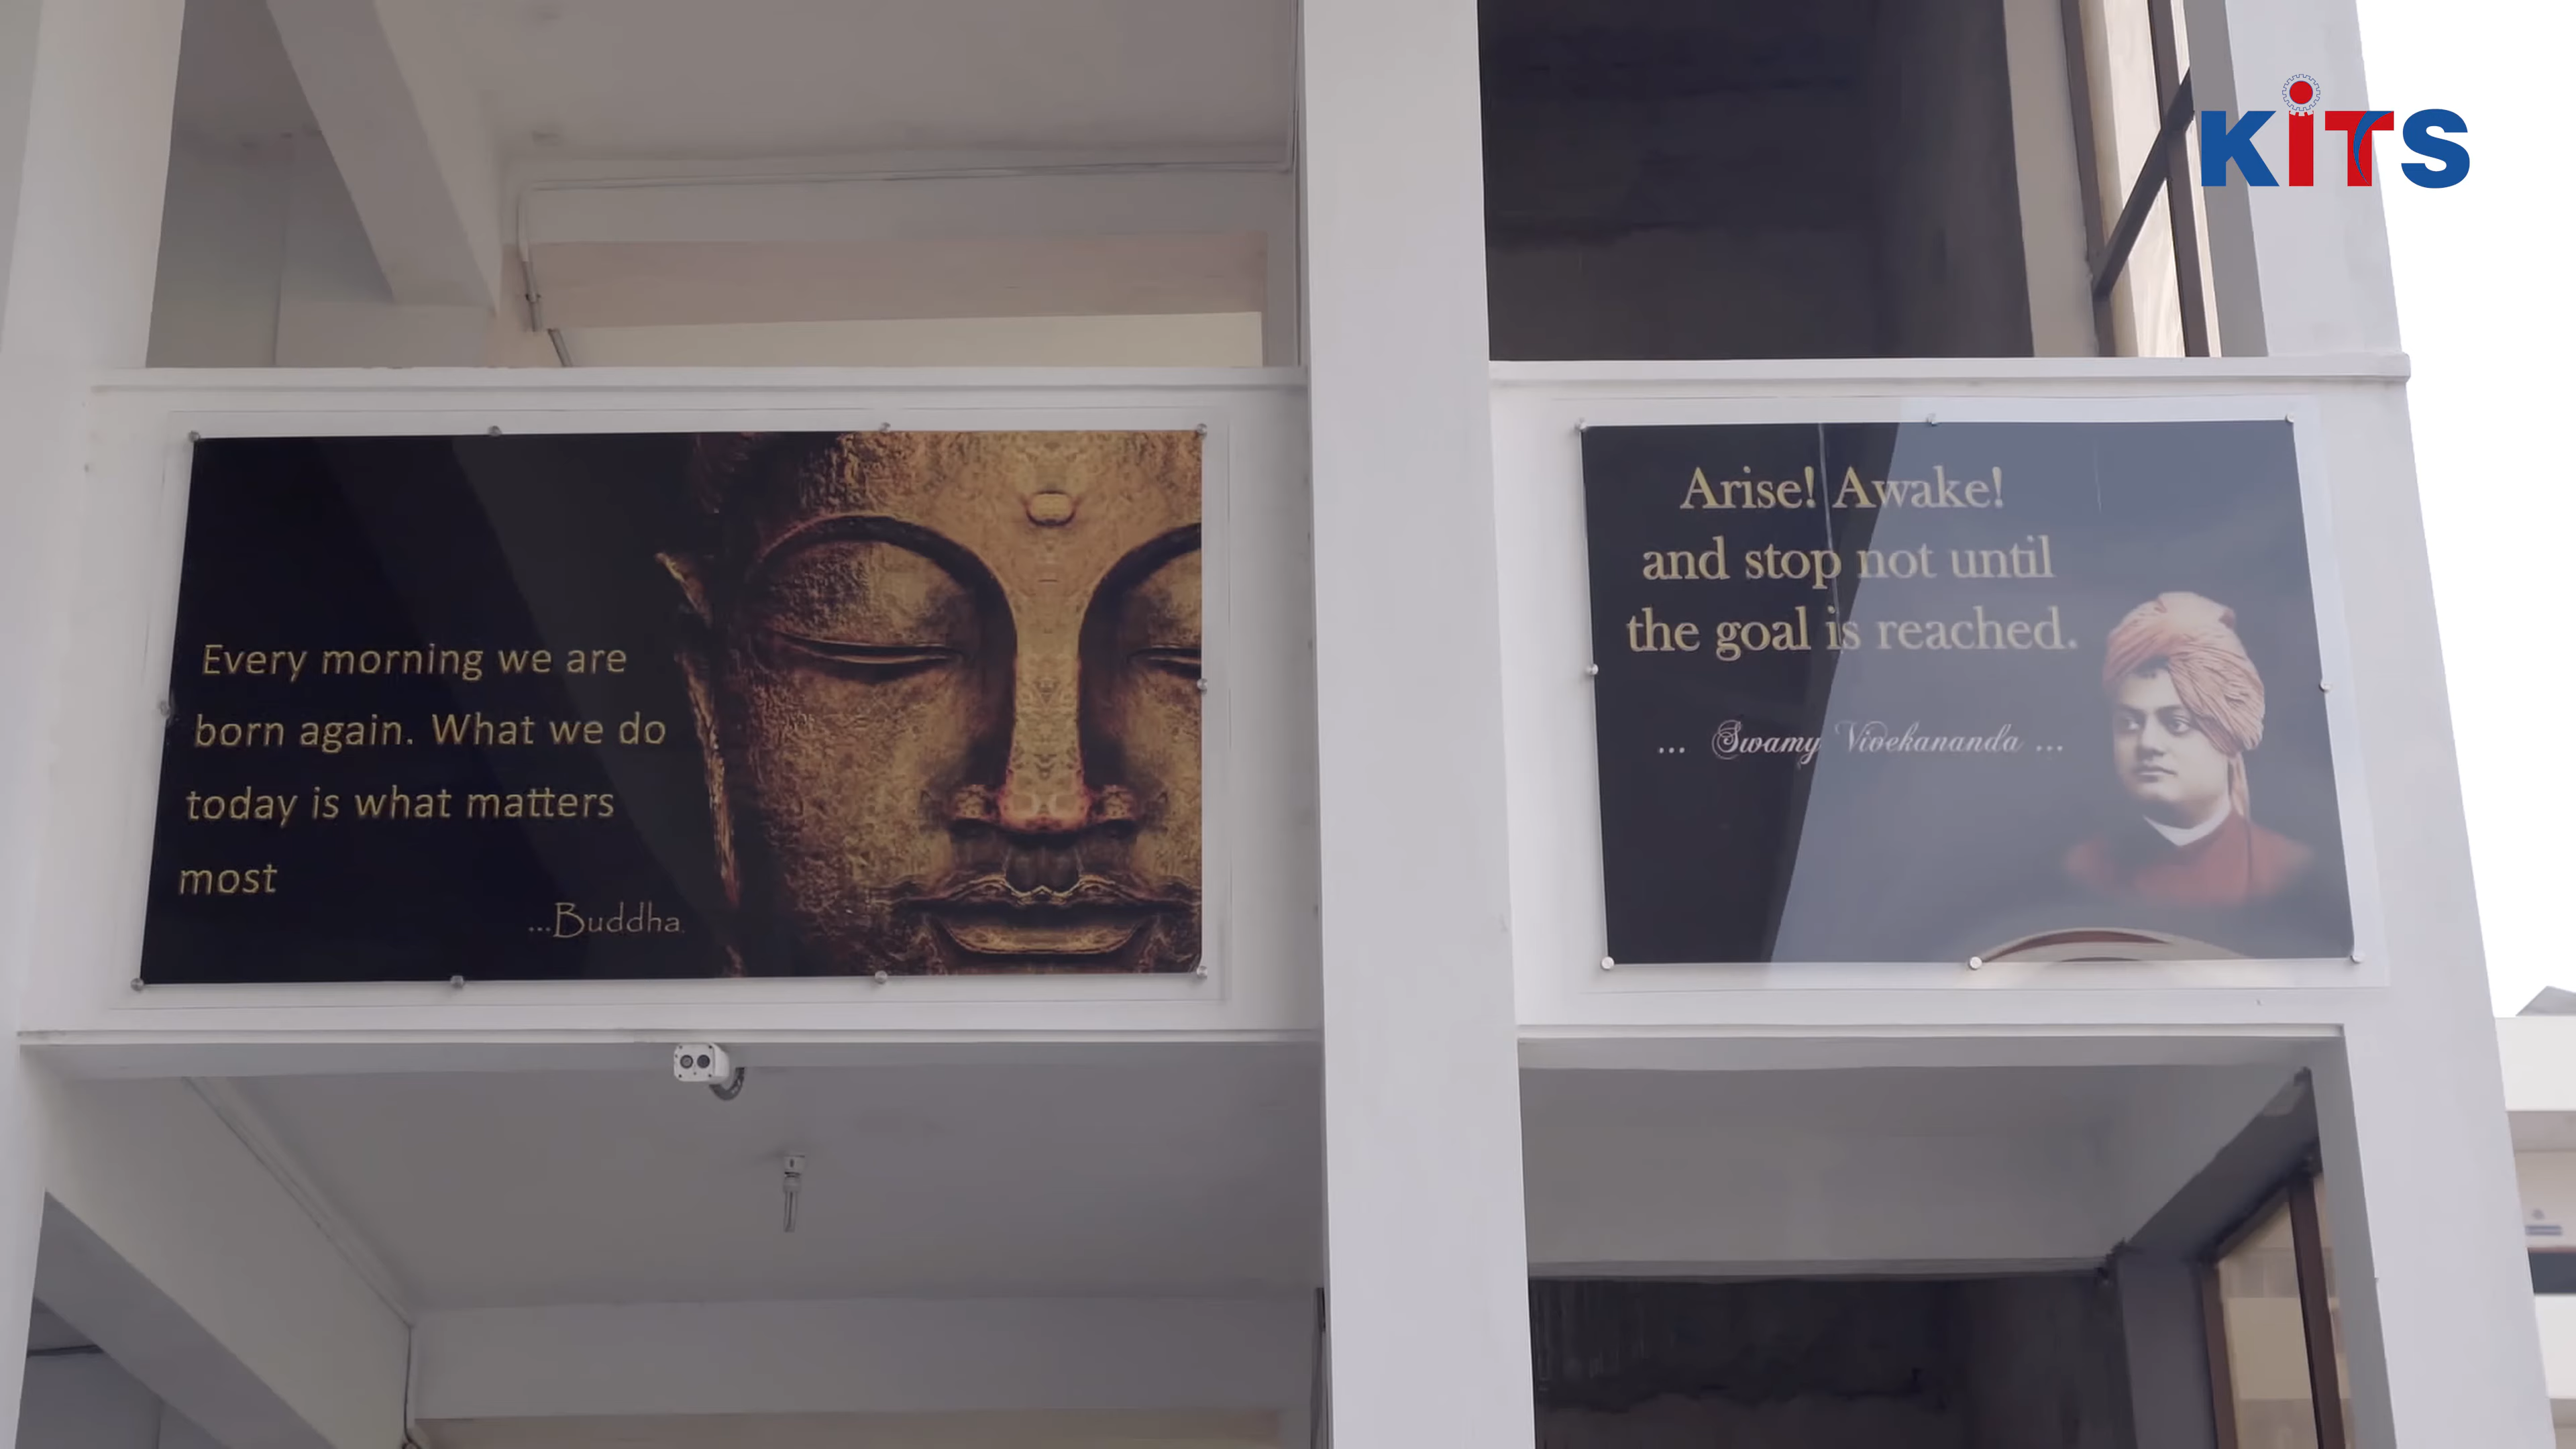 KiTS
Every morning we are
born again. What we do
today is what matters
most
...Buddha.
Arise! Awake!
and stop not until
the goal is reached.
... Swamy Vivekananda ...